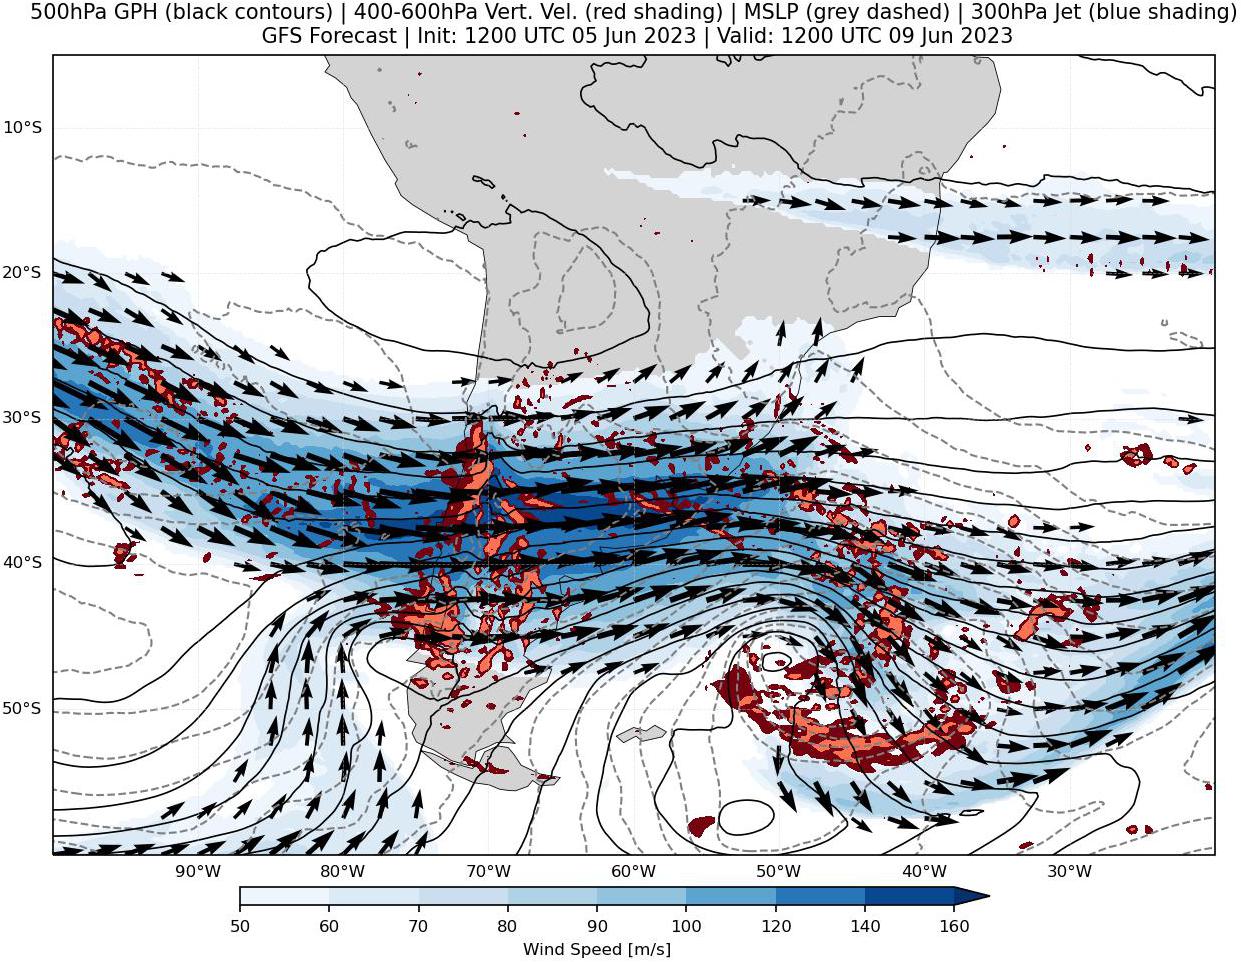 500hPa GPH (black contours) | 400-600hPa Vert. Vel. (red shading) | MSLP (grey dashed) | 300hPa Jet (blue shading)
GFS Forecast | Init: 1200 UTC 05 Jun 2023 | Valid: 1200 UTC 09 Jun 2023
10°S
20°S
30°S
40°S
50°S
90°W 80°W 70°W 60°W 50°W 40°W 30°W
50 60 70 80 90 100 120 140 160
Wind Speed [m/s]